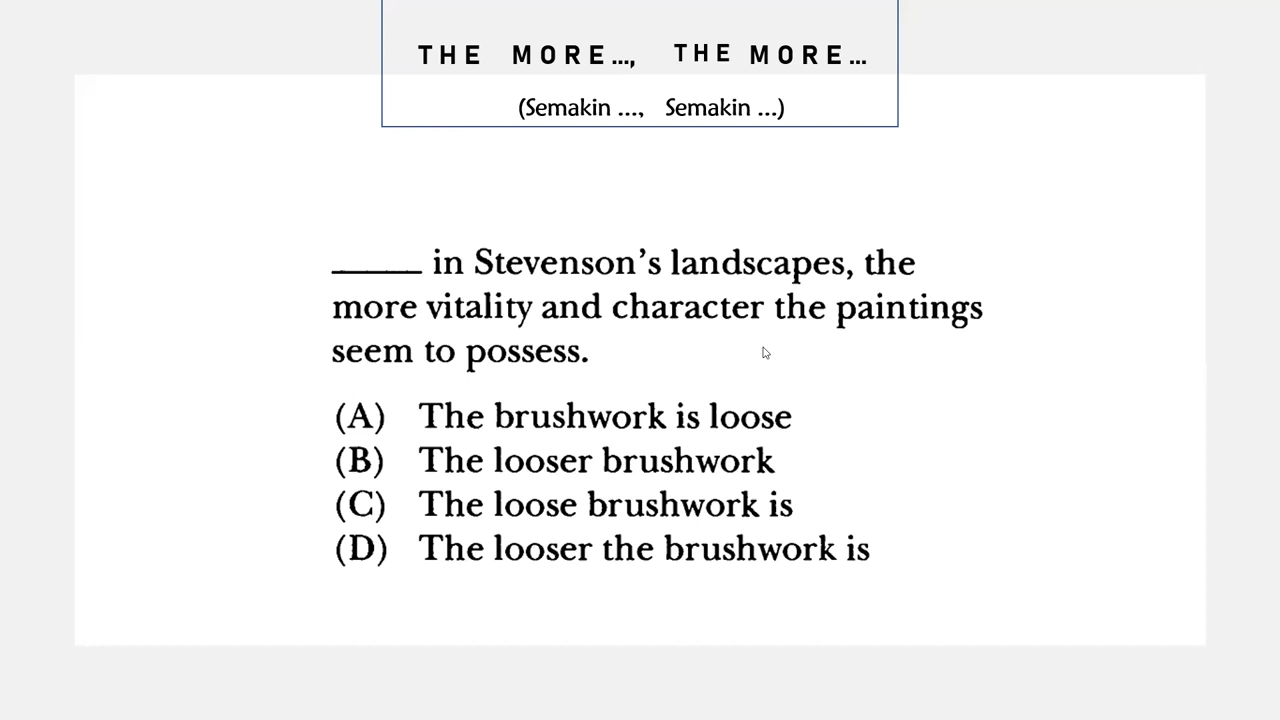 THE MORE..., THE MORE...
(Semakin ..., Semakin ...)
_____ in Stevenson's landscapes, the
more vitality and character the paintings
seem to possess.
(A) The brushwork is loose
(B) The looser brushwork
(C) The loose brushwork is
(D) The looser the brushwork is